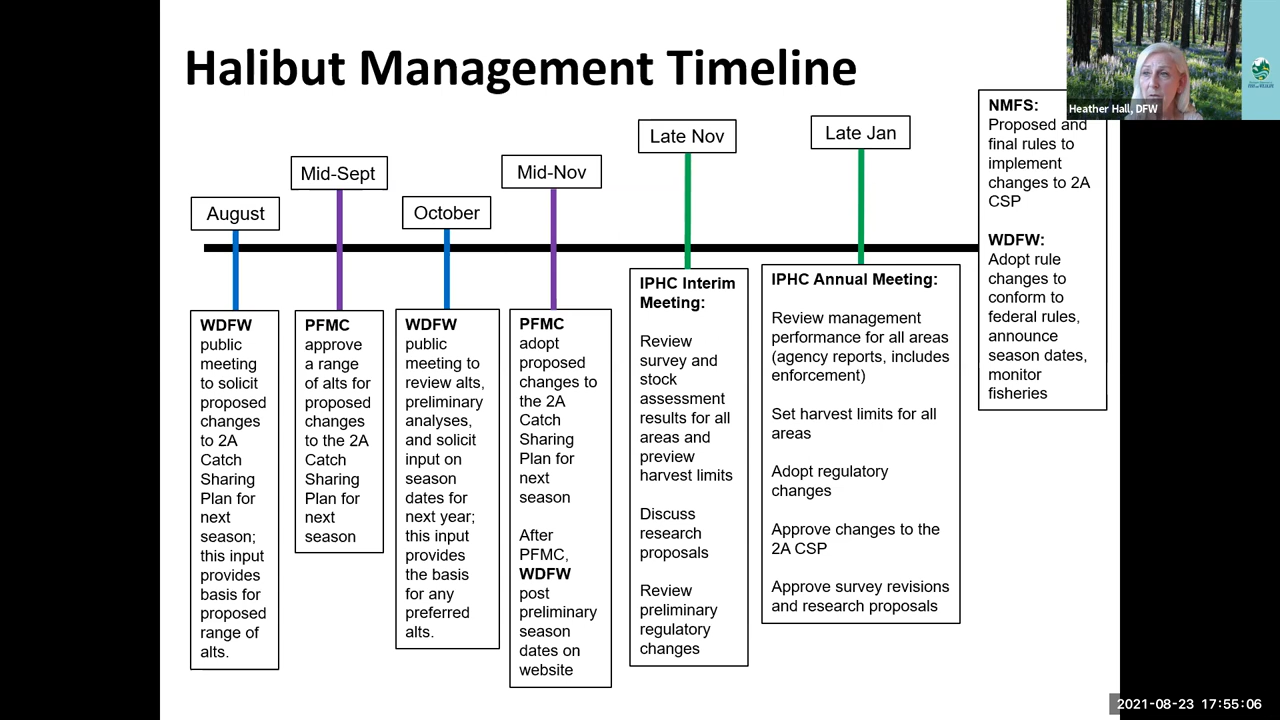 Halibut Management Timeline
Heather Hall, DFW
August
Mid-Sept
October
Mid-Nov
Late Nov
Late Jan
WDFW
public
meeting
to solicit
proposed
changes
to 2A
Catch
Sharing
Plan for
next
season;
this input
provides
basis for
proposed
range of
alts.
PFMC
approve
a range
of alts for
proposed
changes
to the 2A
Catch
Sharing
Plan for
next
season
WDFW
public
meeting to
review alts,
preliminary
analyses,
and solicit
input on
season
dates for
next year;
this input
provides
the basis
for any
preferred
alts.
PFMC
adopt
proposed
changes to
the 2A
Catch
Sharing
Plan for
next
season
After
PFMC,
WDFW
post
preliminary
season
dates on
website
IPHC Interim
Meeting:
Review
survey and
stock
assessment
results for all
areas and
preview
harvest limits
Discuss
research
proposals
Review
preliminary
regulatory
changes
IPHC Annual Meeting:
Review management
performance for all areas
(agency reports, includes
enforcement)
Set harvest limits for all
areas
Adopt regulatory
changes
Approve changes to the
2A CSP
Approve survey revisions
and research proposals
NMFS:
Proposed and
final rules to
implement
changes to 2A
CSP
WDFW:
Adopt rule
changes to
conform to
federal rules,
announce
season dates,
monitor
fisheries
2021-08-23 17:55:06